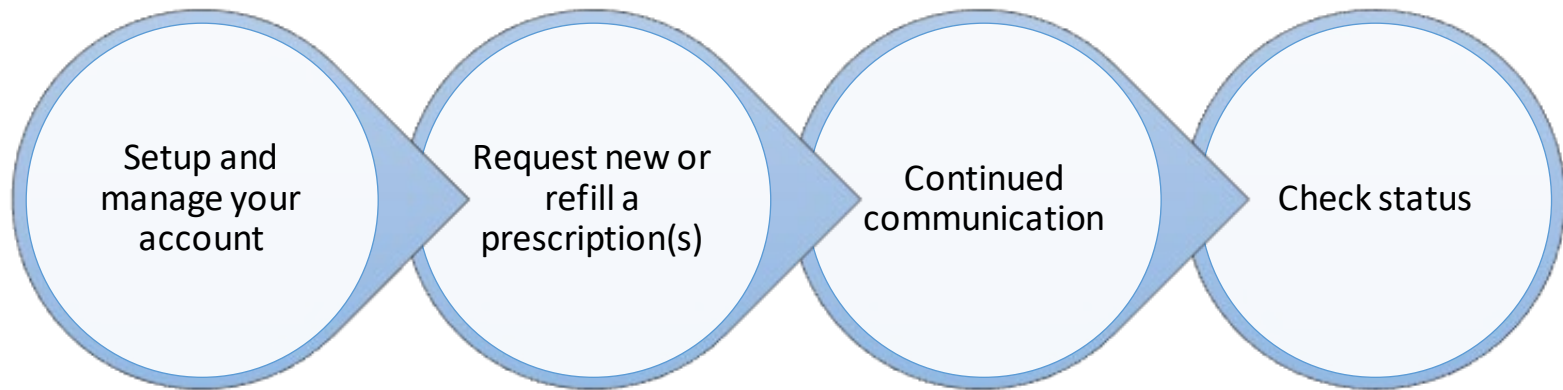 Setup and
manage your
account
Request new or
refill a
prescription(s)
Continued
communication
Check status